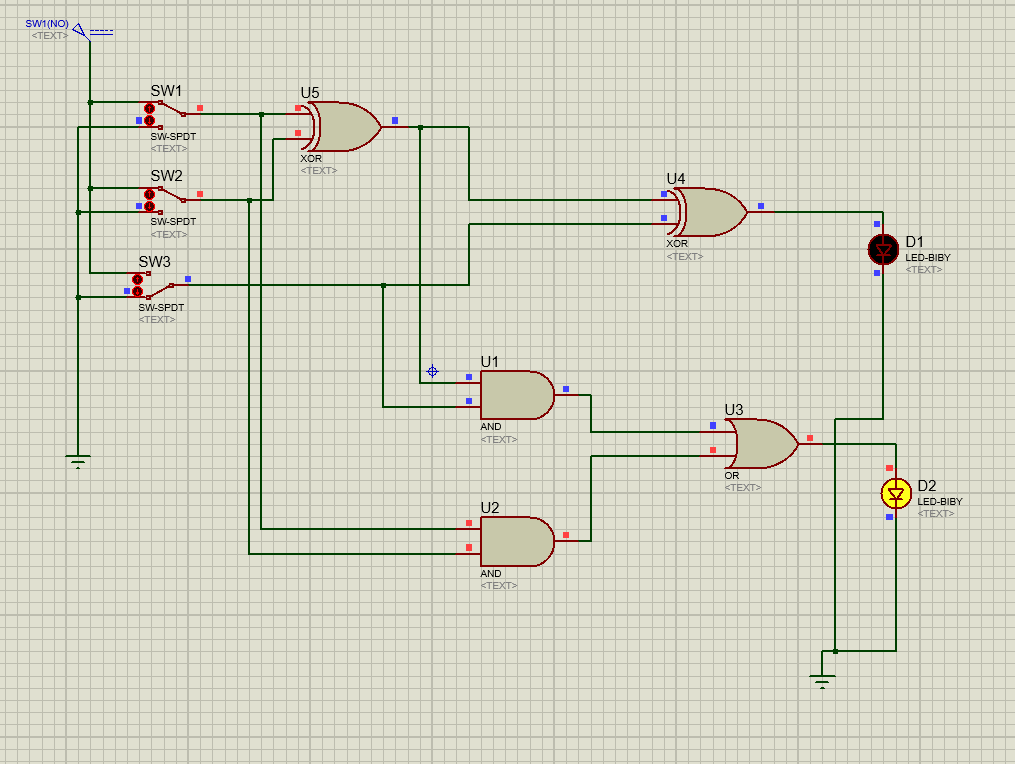 SW1(NO)
<TEXT>
SW1
SW-SPDT
<TEXT>
U5
XOR
<TEXT>
SW2
SW-SPDT
<TEXT>
U4
XOR
<TEXT>
D1
LED-BIBY
<TEXT>
SW3
SW-SPDT
<TEXT>
U1
AND
<TEXT>
U3
OR
<TEXT>
D2
LED-BIBY
<TEXT>
U2
AND
<TEXT>